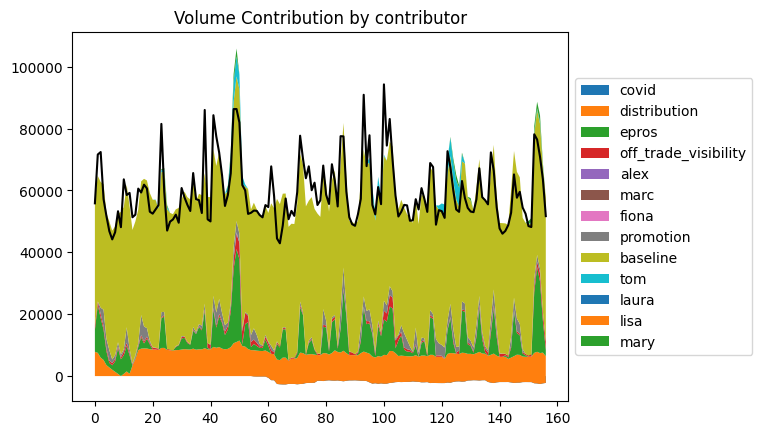 Volume Contribution by contributor
100000
80000
60000
40000
20000
0
0 20 40 60 80 100 120 140 160
covid
distribution
epros
off_trade_visibility
alex
marc
fiona
promotion
baseline
tom
laura
lisa
mary